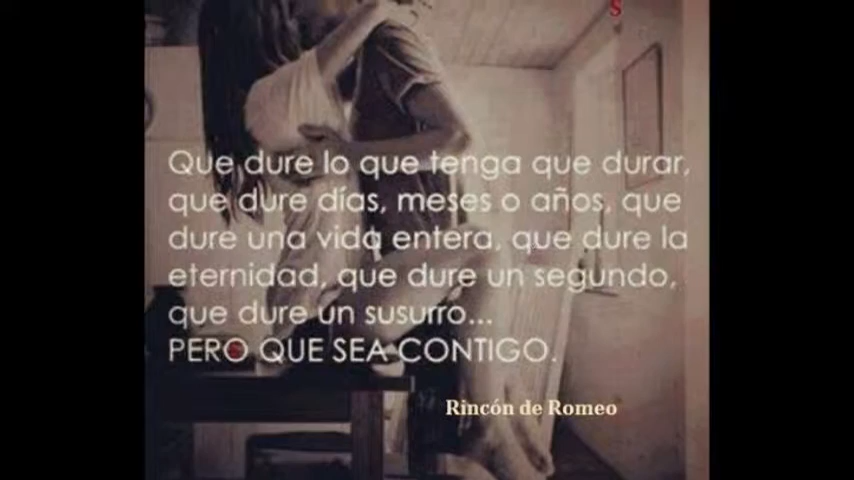 S
Que dure lo que tenga que durar,
que dure días, meses o años, que
dure una vida entera, que dure la
eternidad, que dure un segundo,
que dure un susurro...
PERO QUE SEA CONTIGO.
Rincón de Romeo